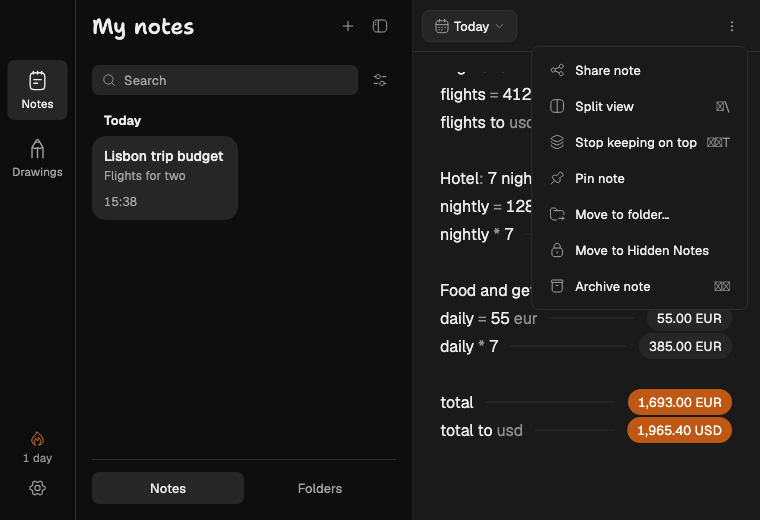 My notes
Today
Search
Notes
Drawings
Today
Lisbon trip budget
Flights for two
15:38
1 day
Notes
Folders
flights = 412
flights to usd
Hotel: 7 nigh
nightly = 128
nightly * 7
Food and ge
daily = 55 eur
55.00 EUR
daily * 7
385.00 EUR
total
1,693.00 EUR
total to usd
1,965.40 USD
Share note
Split view
\
Stop keeping on top
T
Pin note
Move to folder...
Move to Hidden Notes
Archive note